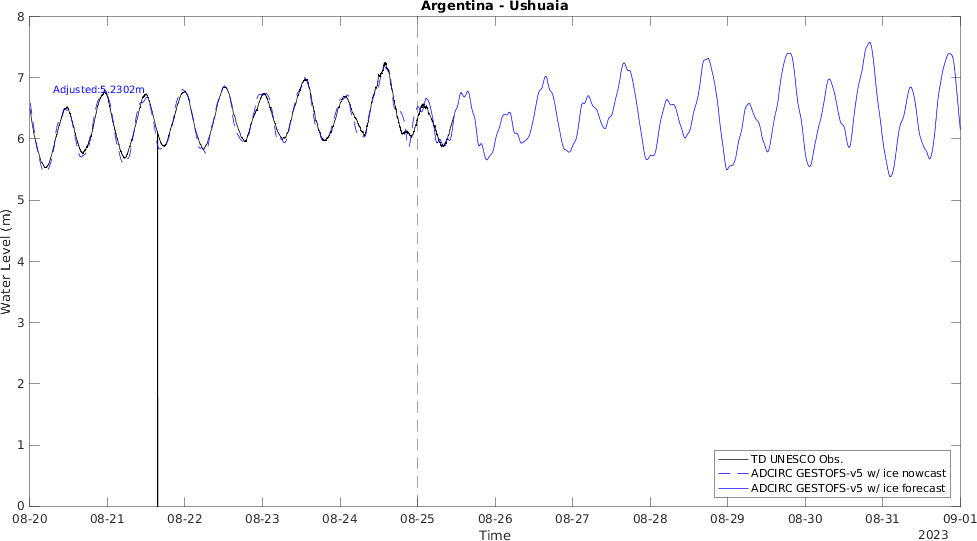 Argentina - Ushuaia
8
7
6
5
4
3
2
1
0
Water Level (m)
Adjusted:5.2302m
TD UNESCO Obs.
ADCIRC GESTOFS-v5 w/ ice nowcast
ADCIRC GESTOFS-v5 w/ ice forecast
08-20 08-21 08-22 08-23 08-24 08-25 08-26 08-27 08-28 08-29 08-30 08-31 09-01
Time
2023